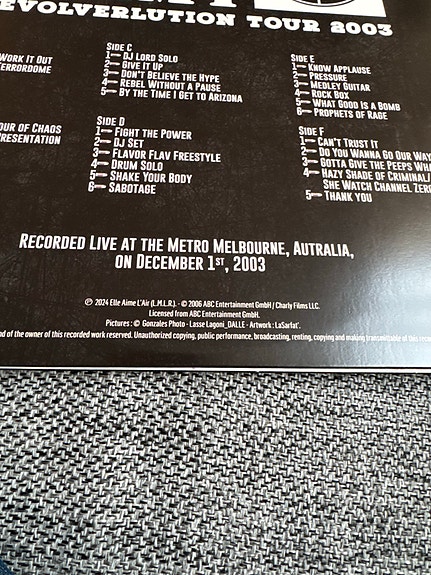 EVOLVERLUTION TOUR 2003
WORK IT OUT
TERRORDOME
OUR OF CHAOS
PRESENTATION
SIDE C
1 DJ LORD SOLO
2 GIVE IT UP
3 DON'T BELIEVE THE HYPE
4 REBEL WITHOUT A PAUSE
5 BY THE TIME I GET TO ARIZONA
SIDE D
1 FIGHT THE POWER
2 DJ SET
3 FLAVOR FLAV FREESTYLE
4 DRUM SOLO
5 SHAKE YOUR BODY
6 SABOTAGE
SIDE E
1 KNOW APPLAUSE
2 PRESSURE
3 MEDLEY GUITAR
4 ROCK BOX
5 WHAT GOOD IS A BOMB
6 PROPHETS OF RAGE
SIDE F
1 CAN'T TRUST IT
2 DO YOU WANNA GO OUR WAY
3 GOTTA GIVE THE PEEPS WHA
4 HAZY SHADE OF CRIMINAL/
SHE WATCH CHANNEL ZERO
5 THANK YOU
RECORDED LIVE AT THE METRO MELBOURNE, AUTRALIA,
ON DECEMBER 1ST, 2003
℗ 2024 Elle Aime L'Air (L.M.L.R.). · © 2006 ABC Entertainment GmbH / Charly Films LLC.
Licensed from ABC Entertainment GmbH.
Pictures : © Gonzales Photo - Lasse Lagoni_DALLE · Artwork : LaSarfat'.
nd of the owner of this recorded work reserved. Unauthorized copying, public performance, broadcasting, renting, copying and making transmittable of this reco